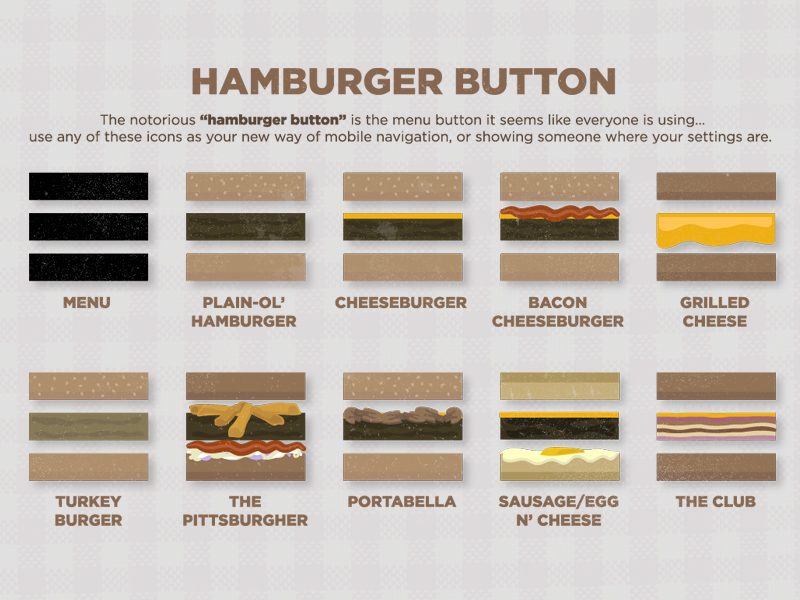 HAMBURGER BUTTON
The notorious “hamburger button” is the menu button it seems like everyone is using...
use any of these icons as your new way of mobile navigation, or showing someone where your settings are.
MENU
PLAIN-OL’
HAMBURGER
CHEESEBURGER
BACON
CHEESEBURGER
GRILLED
CHEESE
TURKEY
BURGER
THE
PITTSBURGHER
PORTABELLA
SAUSAGE/EGG
N’ CHEESE
THE CLUB